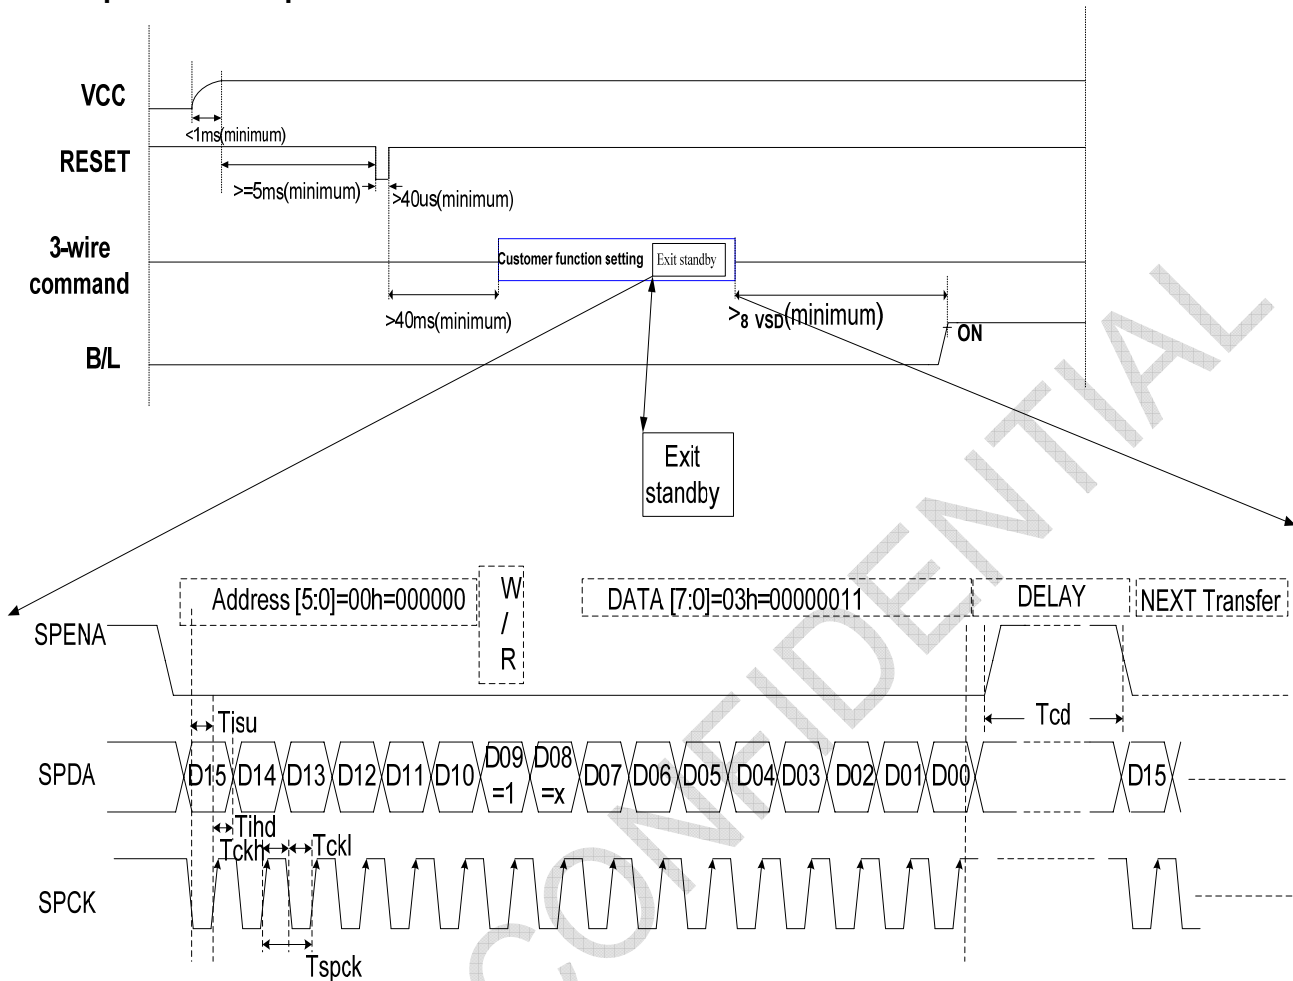 VCC
<1ms(minimum)
RESET
>=5ms(minimum)
>40us(minimum)
3-wire
command
Customer function setting
Exit standby
>40ms(minimum)
>8 VSD(minimum)
ON
B/L
Exit
standby
Address [5:0]=00h=000000
W
/
R
DATA [7:0]=03h=00000011
DELAY
NEXT Transfer
SPENA
Tisu
Tcd
SPDA
D15
D14
D13
D12
D11
D10
D09
=1
D08
=x
D07
D06
D05
D04
D03
D02
D01
D00
D15
Tihd
Tckh
Tckl
SPCK
Tspck
CONFIDENTIAL